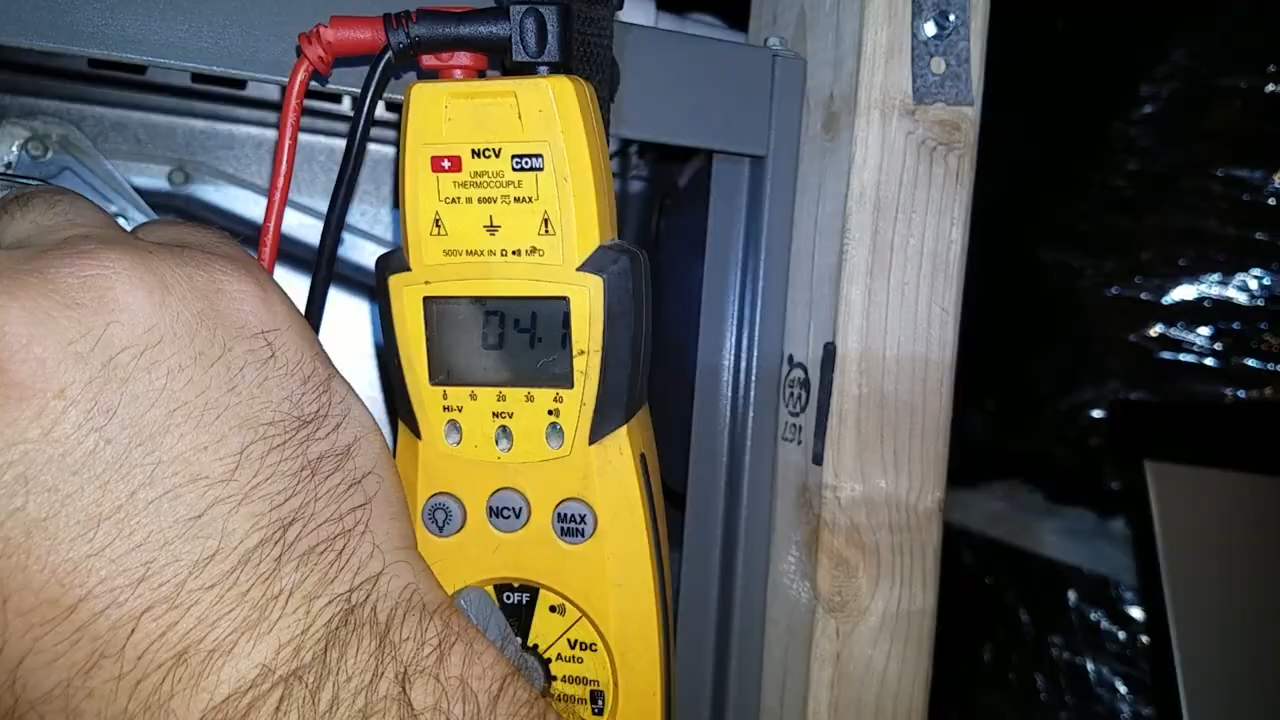 NCV
+ COM
UNPLUG
THERMOCOUPLE
CAT. III 600V MAX
500V MAX IN Ω MFD
04.1
0 10 20 30 40
Hi-V NCV
NCV
MAX
MIN
OFF
VDC
Auto
4000m
400m
167